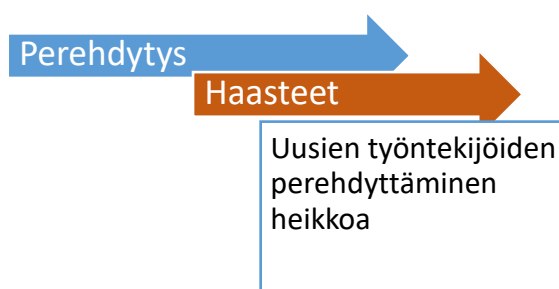 Perehdytys
Haasteet
Uusien työntekijöiden
perehdyttäminen
heikkoa